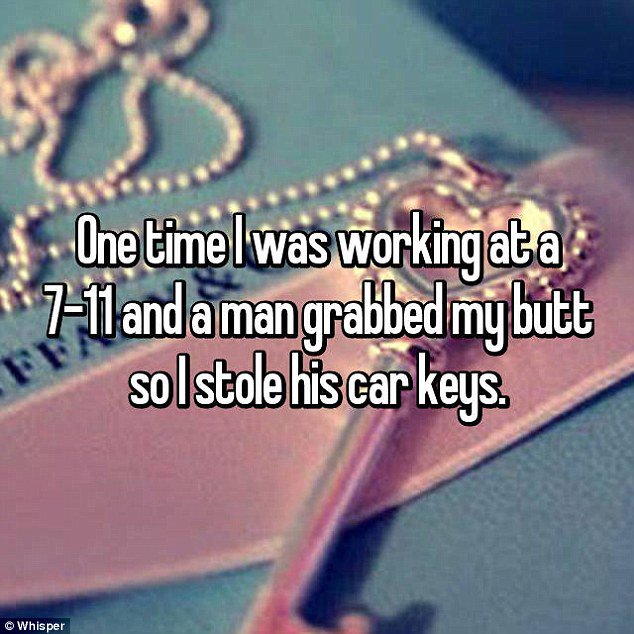 One time I was working at a
7-11 and a man grabbed my butt
so I stole his car keys.
© Whisper